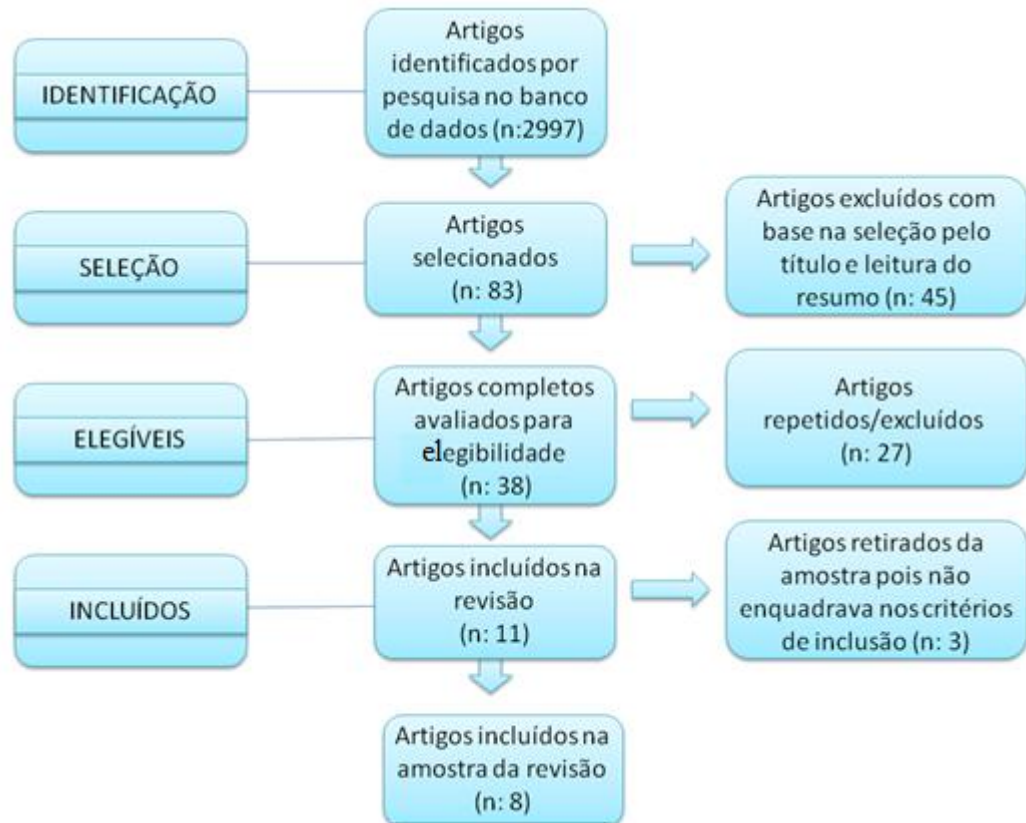 IDENTIFICAÇÃO
Artigos
identificados por
pesquisa no banco
de dados (n:2997)
SELEÇÃO
Artigos
selecionados
(n: 83)
Artigos excluídos com
base na seleção pelo
título e leitura do
resumo (n: 45)
ELEGÍVEIS
Artigos completos
avaliados para
elegibilidade
(n: 38)
Artigos
repetidos/excluídos
(n: 27)
INCLUÍDOS
Artigos incluídos na
revisão
(n: 11)
Artigos retirados da
amostra pois não
enquadrava nos critérios
de inclusão (n: 3)
Artigos incluídos na
amostra da revisão
(n: 8)